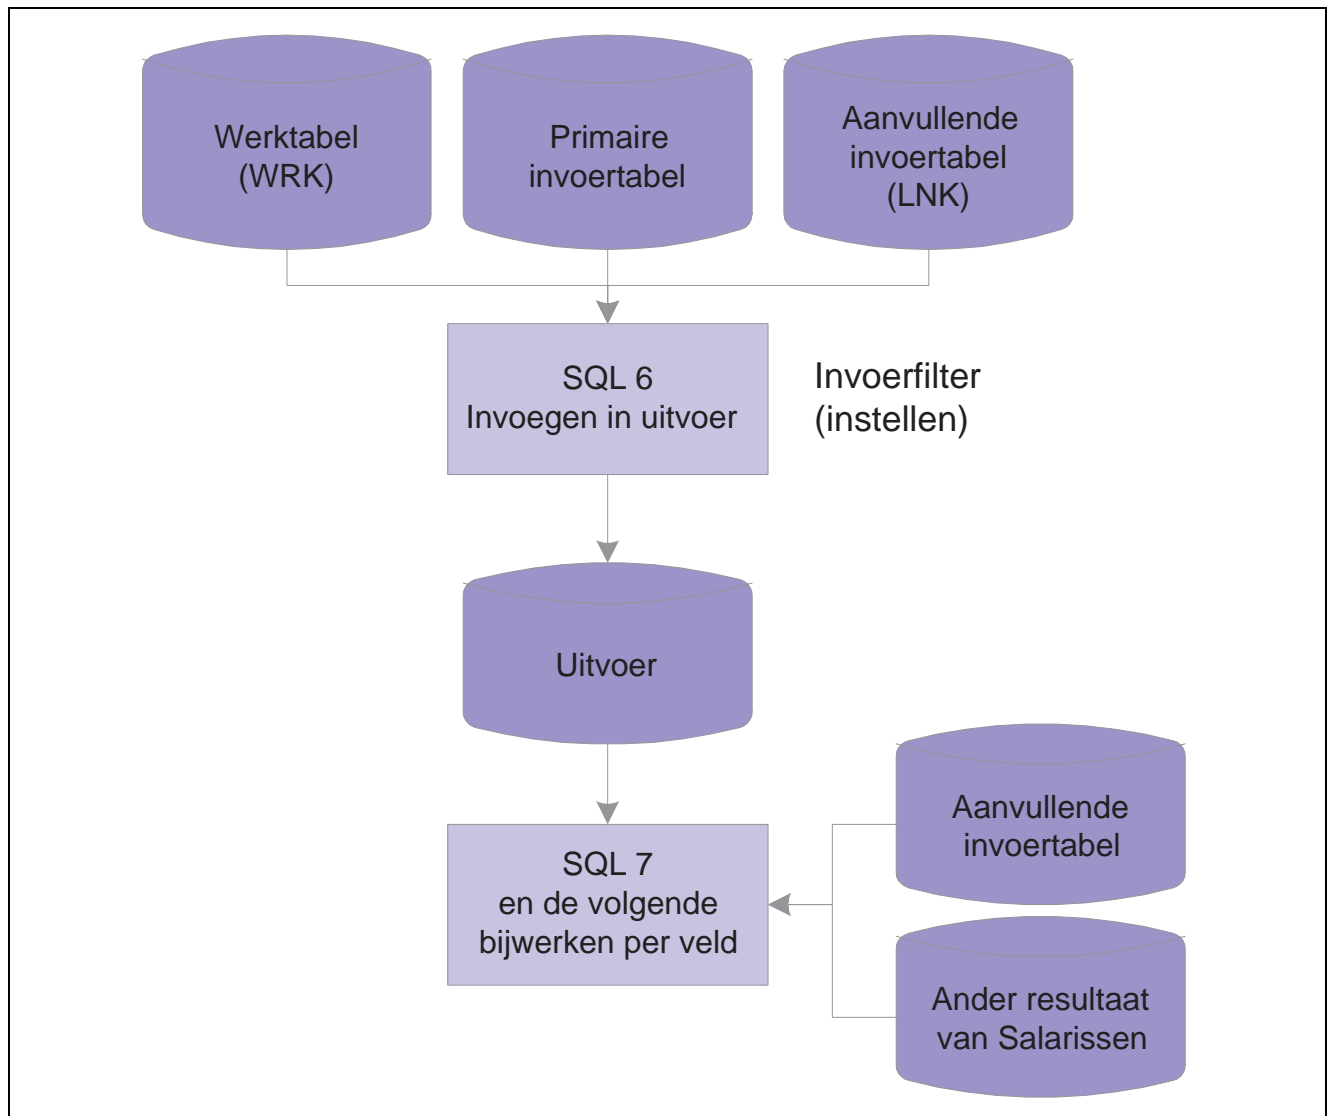 Werktabel
(WRK)
Primaire
invoertabel
Aanvullende
invoertabel
(LNK)
SQL 6
Invoegen in uitvoer
Invoerfilter
(instellen)
Uitvoer
SQL 7
en de volgende
bijwerken per veld
Aanvullende
invoertabel
Ander resultaat
van Salarissen